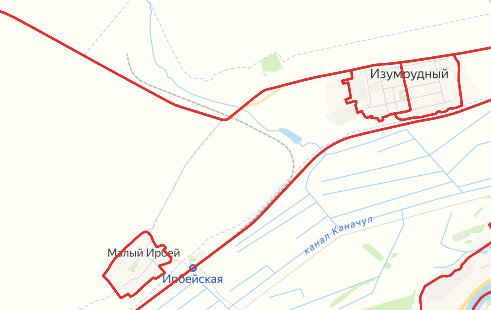 Изумрудный
канал Каначул
Малый Ирбей
Ирбейская